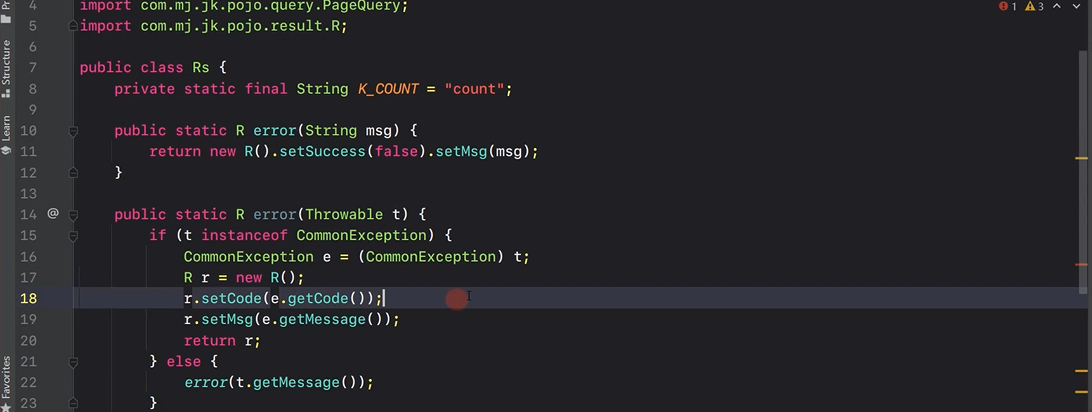 4 import com.mj.jk.pojo.query.PageQuery;
5 import com.mj.jk.pojo.result.R;
6
7 public class Rs {
8 private static final String K_COUNT = "count";
9
10 public static R error(String msg) {
11 return new R().setSuccess(false).setMsg(msg);
12 }
13
14 @ public static R error(Throwable t) {
15 if (t instanceof CommonException) {
16 CommonException e = (CommonException) t;
17 R r = new R();
18 r.setCode(e.getCode());
19 r.setMsg(e.getMessage());
20 return r;
21 } else {
22 error(t.getMessage());
23 }
1 3
Structure
Learn
Favorites